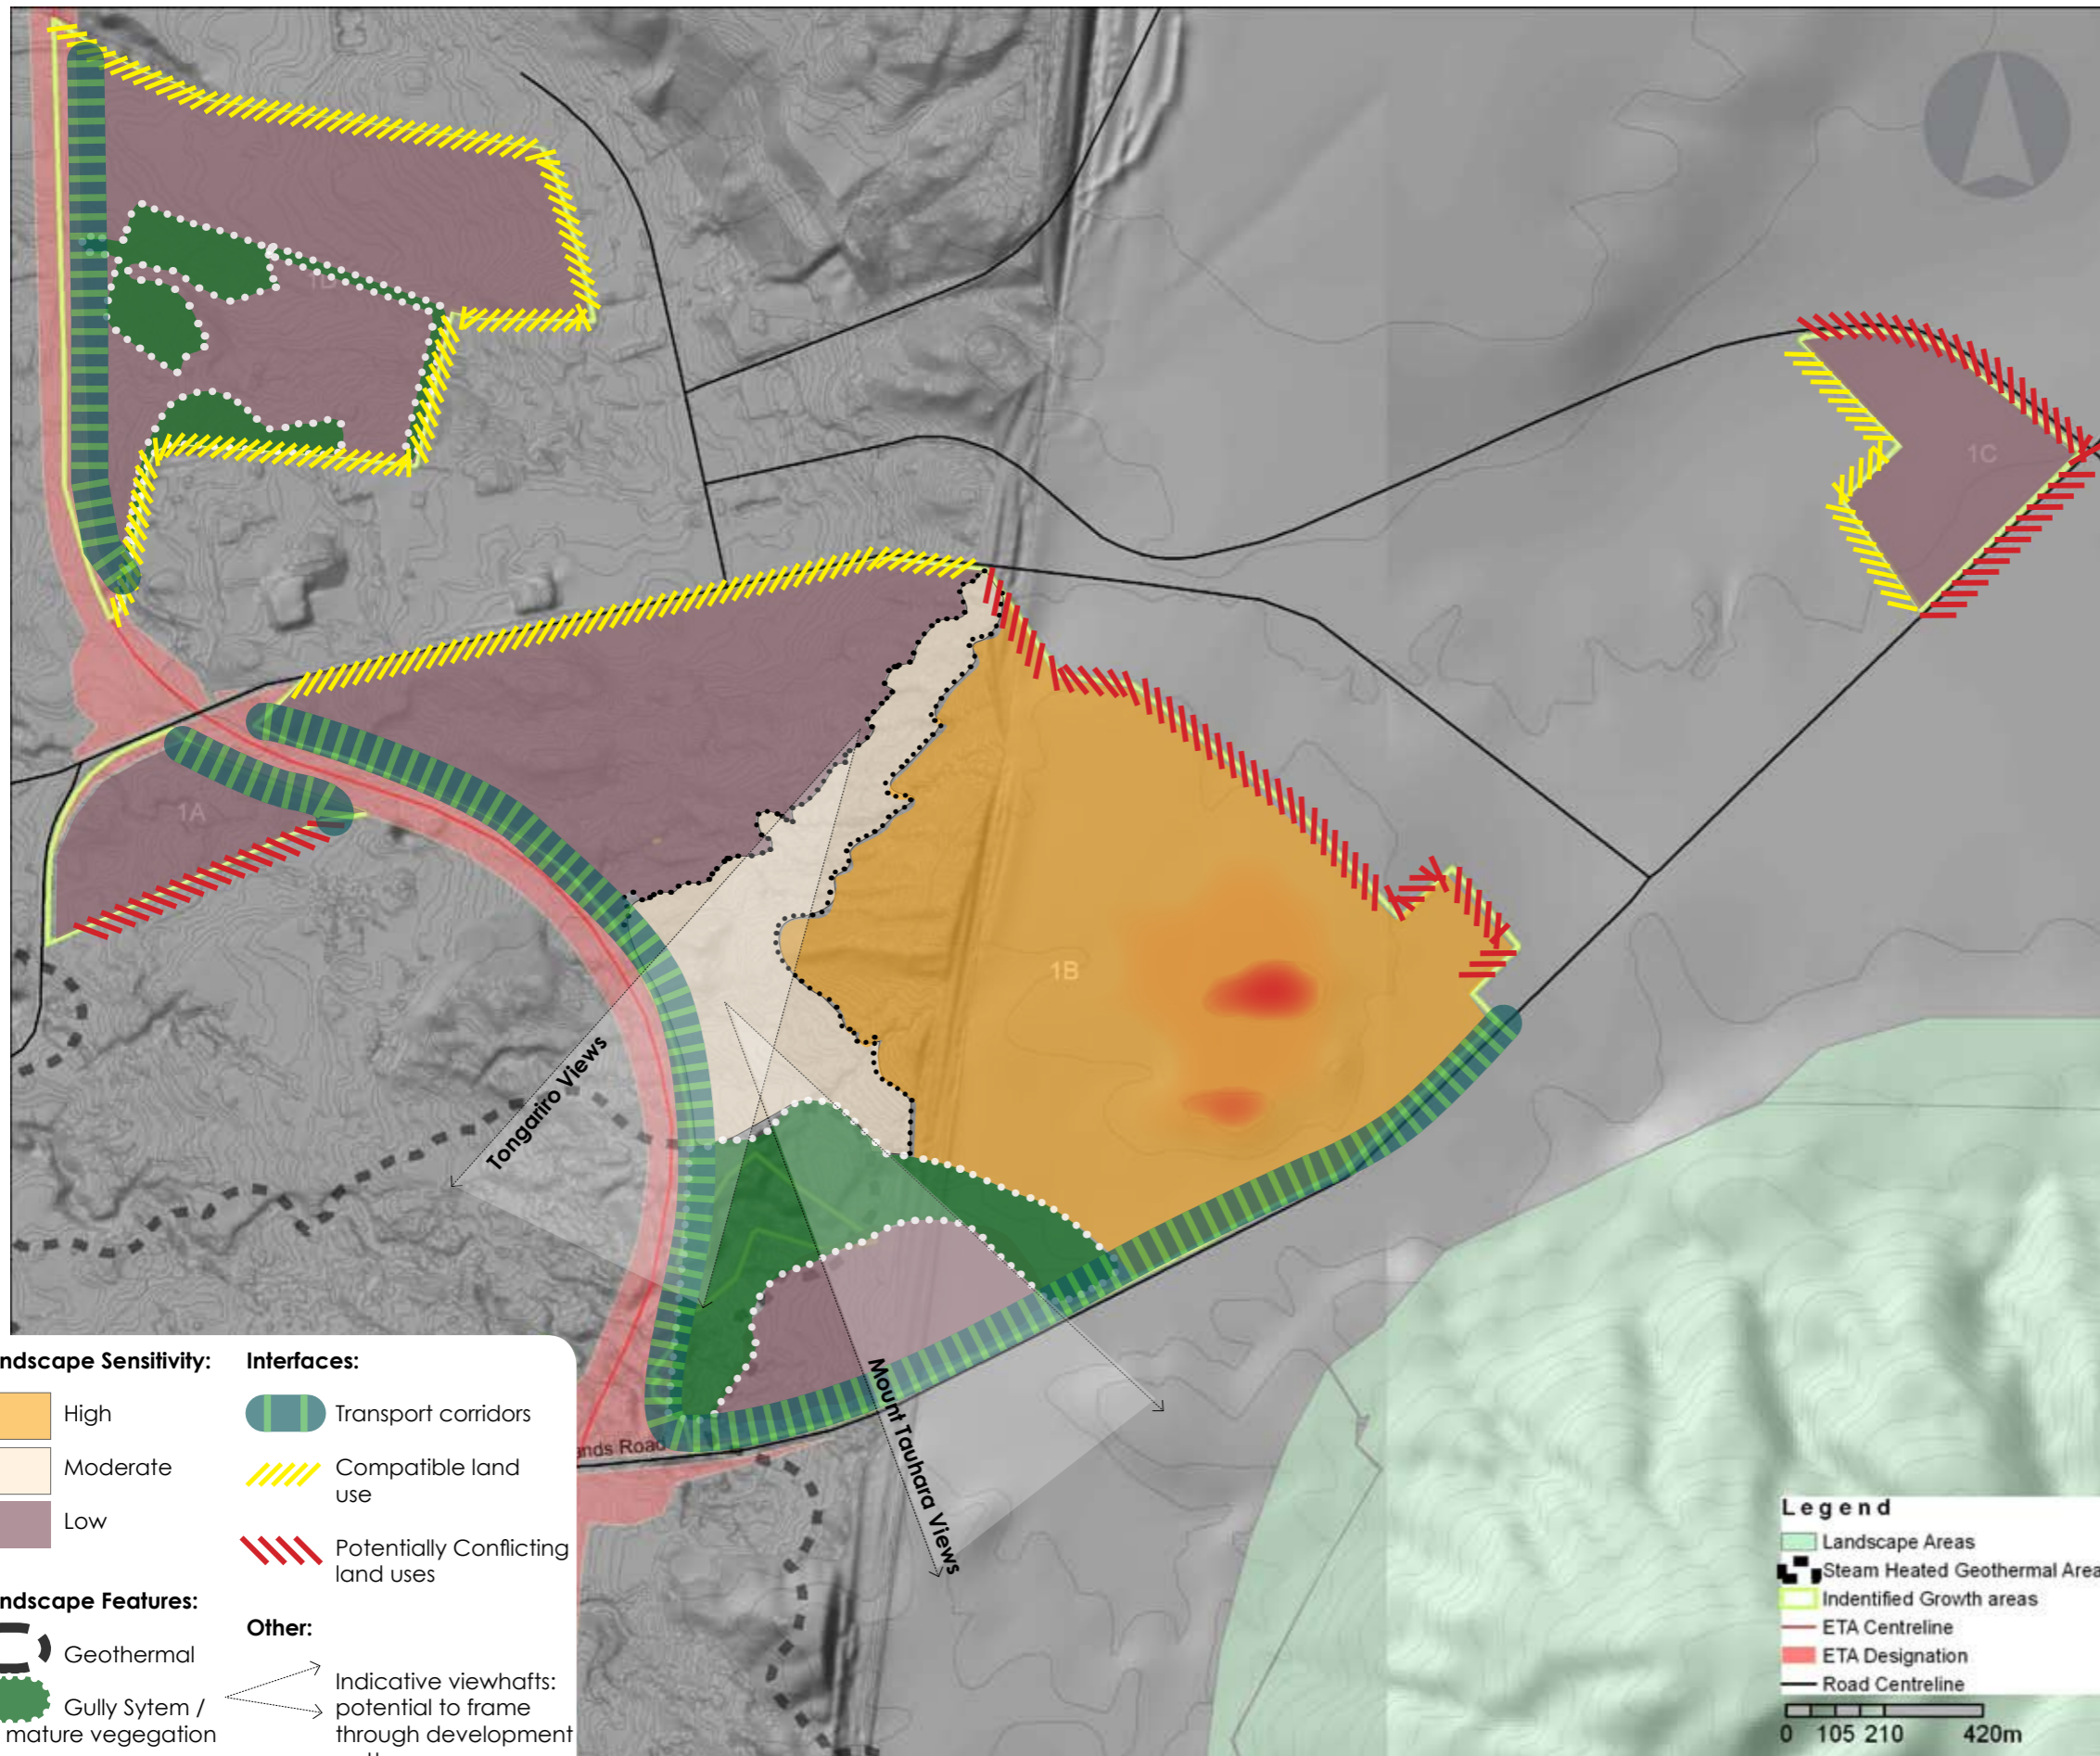 1D
1C
1A
1B
Tongariro Views
Mount Tauhara Views
ands Road
ndscape Sensitivity:
High
Moderate
Low
ndscape Features:
Geothermal
Gully Sytem /
mature vegegation
Interfaces:
Transport corridors
Compatible land
use
Potentially Conflicting
land uses
Other:
Indicative viewhafts:
potential to frame
through development
Legend
Landscape Areas
Steam Heated Geothermal Area
Indentified Growth areas
ETA Centreline
ETA Designation
Road Centreline
0 105 210 420m